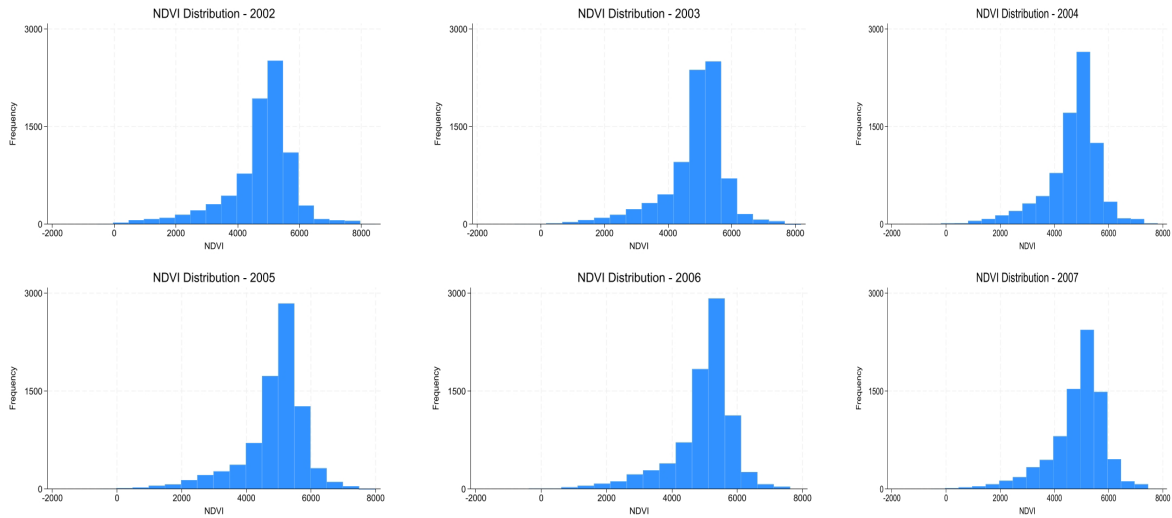 NDVI Distribution - 2002
3000
1500
0
Frequency
-2000 0 2000 4000 6000 8000
NDVI
NDVI Distribution - 2003
3000
1500
0
Frequency
-2000 0 2000 4000 6000 8000
NDVI
NDVI Distribution - 2004
3000
1500
0
Frequency
-2000 0 2000 4000 6000 8000
NDVI
NDVI Distribution - 2005
3000
1500
0
Frequency
-2000 0 2000 4000 6000 8000
NDVI
NDVI Distribution - 2006
3000
1500
0
Frequency
-2000 0 2000 4000 6000 8000
NDVI
NDVI Distribution - 2007
3000
1500
0
Frequency
-2000 0 2000 4000 6000 8000
NDVI